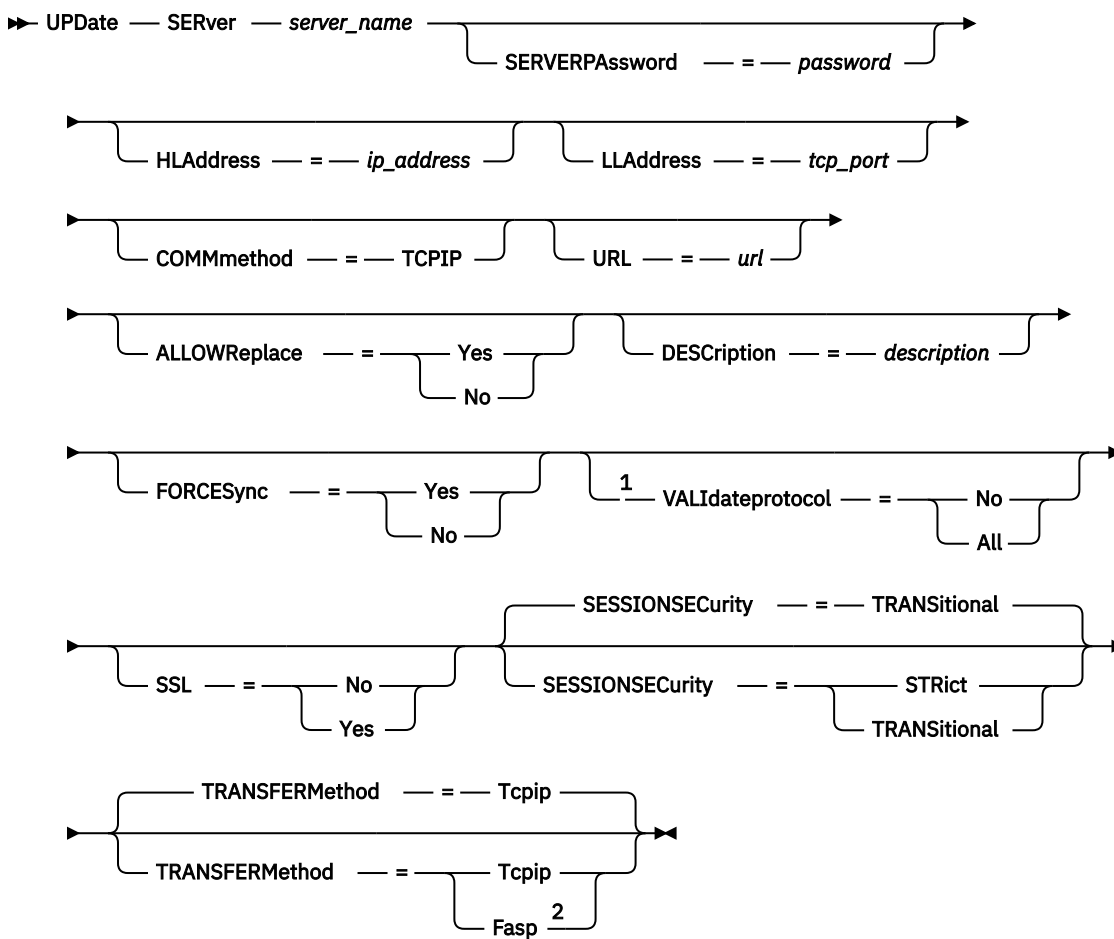 UPDate SERver server_name
SERVERPAssword = password
HLAddress = ip_address LLAddress = tcp_port
COMMmethod = TCPIP URL = url
ALLOWReplace = Yes DESCription = description
No
FORCESync = Yes 1 VALIdateprotocol = No
No All
SESSIONSECurity = TRANSitional
SSL = No SESSIONSECurity = STRict
Yes TRANSitional
TRANSFERMethod = Tcpip
TRANSFERMethod = Tcpip
Fasp 2